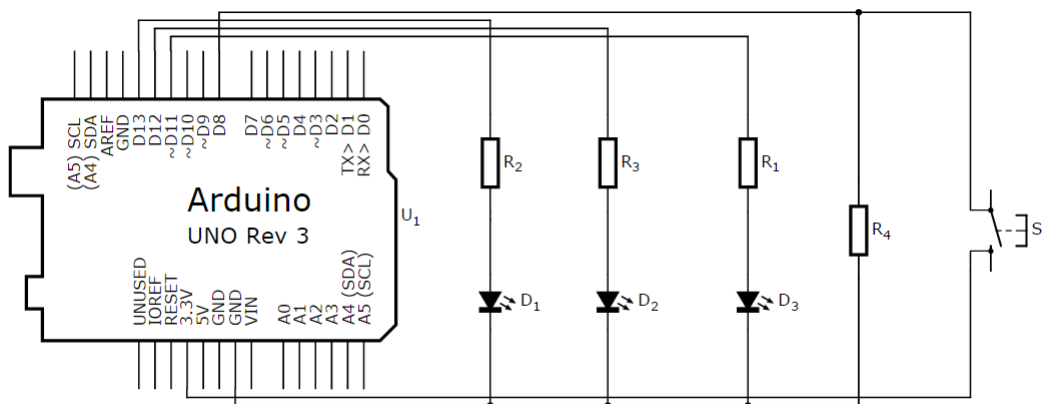 (A5) SCL
(A4) SDA
AREF
GND
D13
D12
~D11
~D10
~D9
D8
D7
~D6
~D5
D4
~D3
D2
TX> D1
RX> D0
Arduino
UNO Rev 3
U1
UNUSED
IOREF
RESET
3.3V
5V
GND
GND
VIN
A0
A1
A2
A3
A4 (SDA)
A5 (SCL)
R2
R3
R1
R4
S
D1
D2
D3